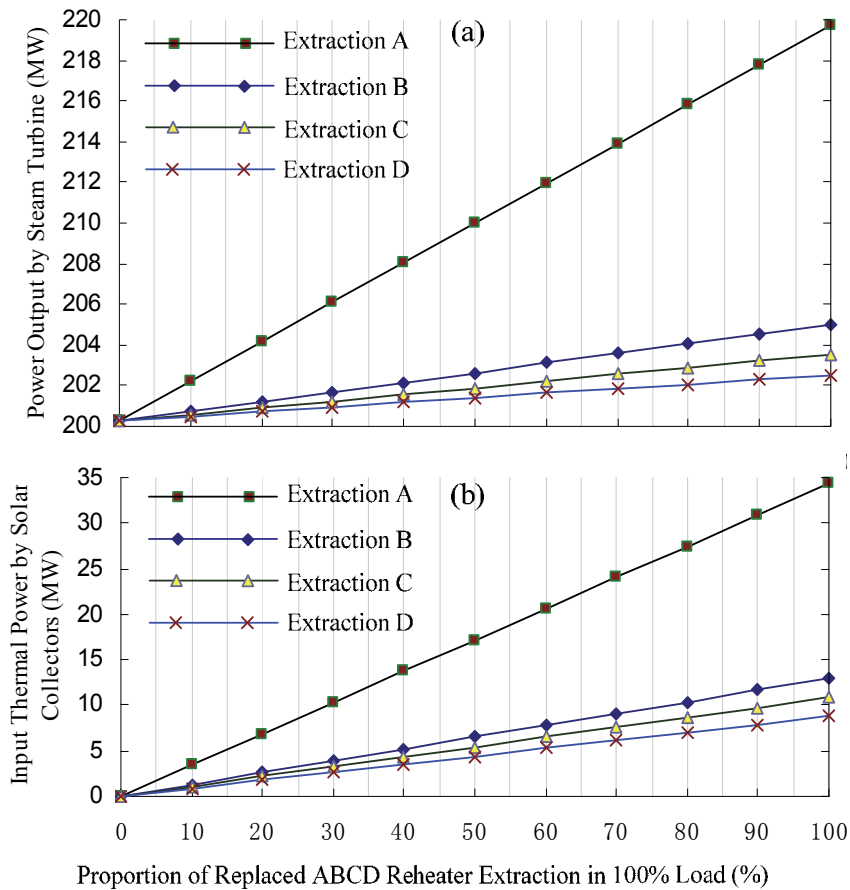 220
218
216
214
212
210
208
206
204
202
200
Power Output by Steam Turbine (MW)
(a)
Extraction A
Extraction B
Extraction C
Extraction D
35
30
25
20
15
10
5
0
Input Thermal Power by Solar
Collectors (MW)
(b)
Extraction A
Extraction B
Extraction C
Extraction D
0 10 20 30 40 50 60 70 80 90 100
Proportion of Replaced ABCD Reheater Extraction in 100% Load (%)